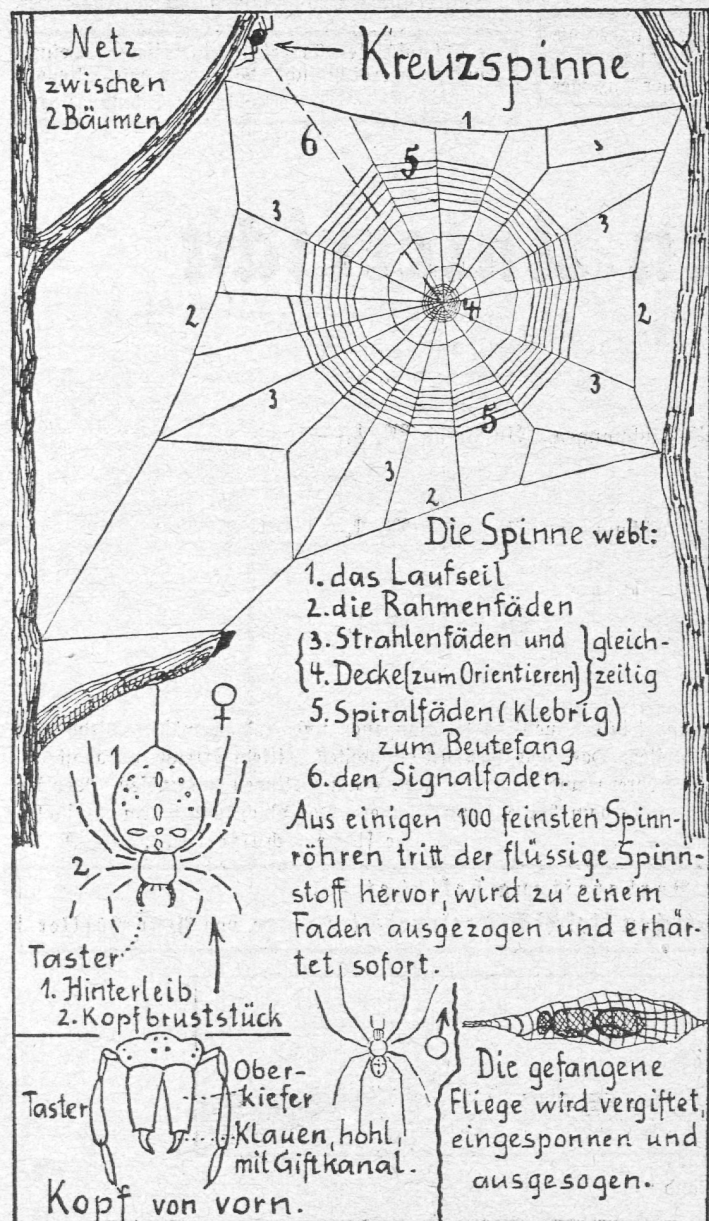 Netz
zwischen
2 Bäumen
Kreuzspinne
1
6
5
3
3
3
2
4
2
3
3
5
3
2
Die Spinne webt:
1. das Laufseil
2. die Rahmenfäden
3. Strahlenfäden und } gleich-
4. Decke (zum Orientieren) } zeitig
5. Spiralfäden (klebrig)
zum Beutefang
6. den Signalfaden.
Aus einigen 100 feinsten Spinn-
röhren tritt der flüssige Spinn-
stoff hervor, wird zu einem
Faden ausgezogen und erhär-
tet sofort.
♀
1
2
Taster
1. Hinterleib
2. Kopfbruststück
Taster
Ober-
kiefer
Klauen, hohl,
mit Giftkanal.
Kopf von vorn.
♂
Die gefangene
Fliege wird vergiftet,
eingesponnen und
ausgesogen.